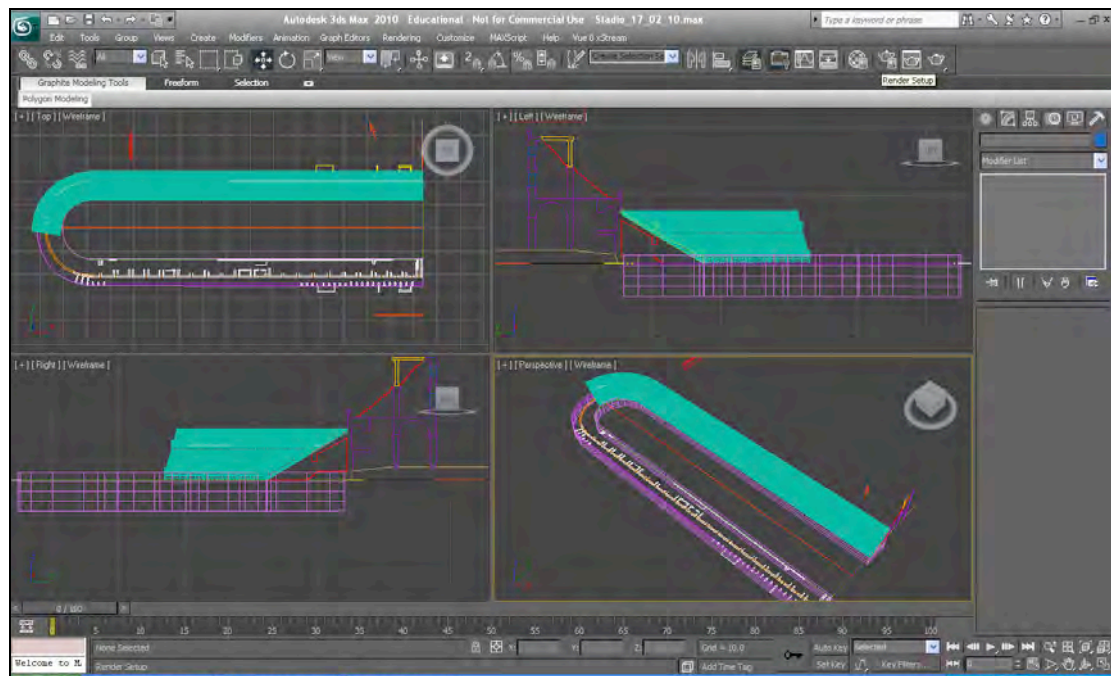 Autodesk 3ds Max 2010 Educational - Not for Commercial Use Stadio_17_02_10.max
Type a keyword or phrase
Edit Tools Group Views Create Modifiers Animation Graph Editors Rendering Customize MAXScript Help Vue 8 xStream
All
View
Render Setup
Graphite Modeling Tools Freeform Selection
Polygon Modeling
[ + ] [ Top ] [ Wireframe ]
[ + ] [ Left ] [ Wireframe ]
Modifier List
[ + ] [ Right ] [ Wireframe ]
[ + ] [ Perspective ] [ Wireframe ]
0 / 100
5 10 15 20 25 30 35 40 45 50 55 60 65 70 75 80 85 90 95 100
None Selected
X: Y: Z: Grid = 10.0
Auto Key Selected
Welcome to M
Render Setup
Add Time Tag
Set Key Key Filters...